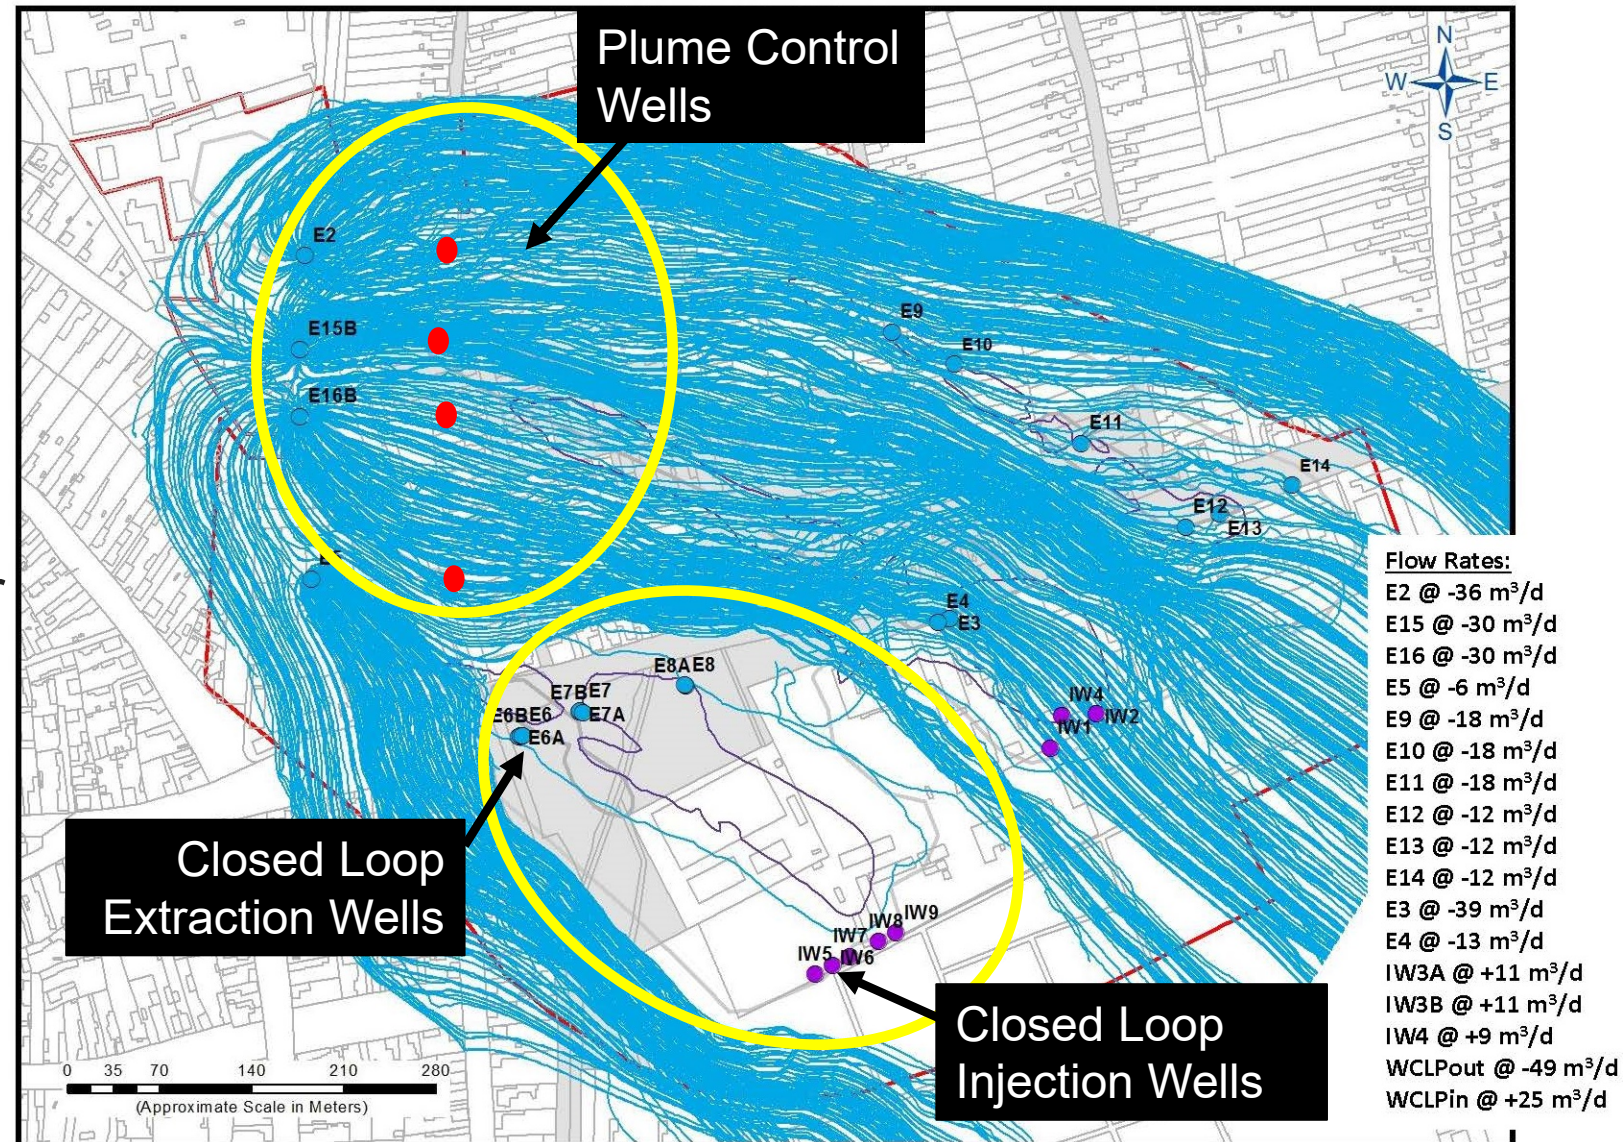 Plume Control
Wells
N
W
E
S
E2
E15B
E16B
E9
E10
E11
E14
E12
E13
E4
E3
E8A E8
E7B E7
E7A
E6B E6
E6A
IW4
IW2
IW1
IW9
IW8
IW7
IW5
IW6
Closed Loop
Extraction Wells
Closed Loop
Injection Wells
0 35 70 140 210 280
(Approximate Scale in Meters)
Flow Rates:
E2 @ -36 m³/d
E15 @ -30 m³/d
E16 @ -30 m³/d
E5 @ -6 m³/d
E9 @ -18 m³/d
E10 @ -18 m³/d
E11 @ -18 m³/d
E12 @ -12 m³/d
E13 @ -12 m³/d
E14 @ -12 m³/d
E3 @ -39 m³/d
E4 @ -13 m³/d
IW3A @ +11 m³/d
IW3B @ +11 m³/d
IW4 @ +9 m³/d
WCLPout @ -49 m³/d
WCLPin @ +25 m³/d